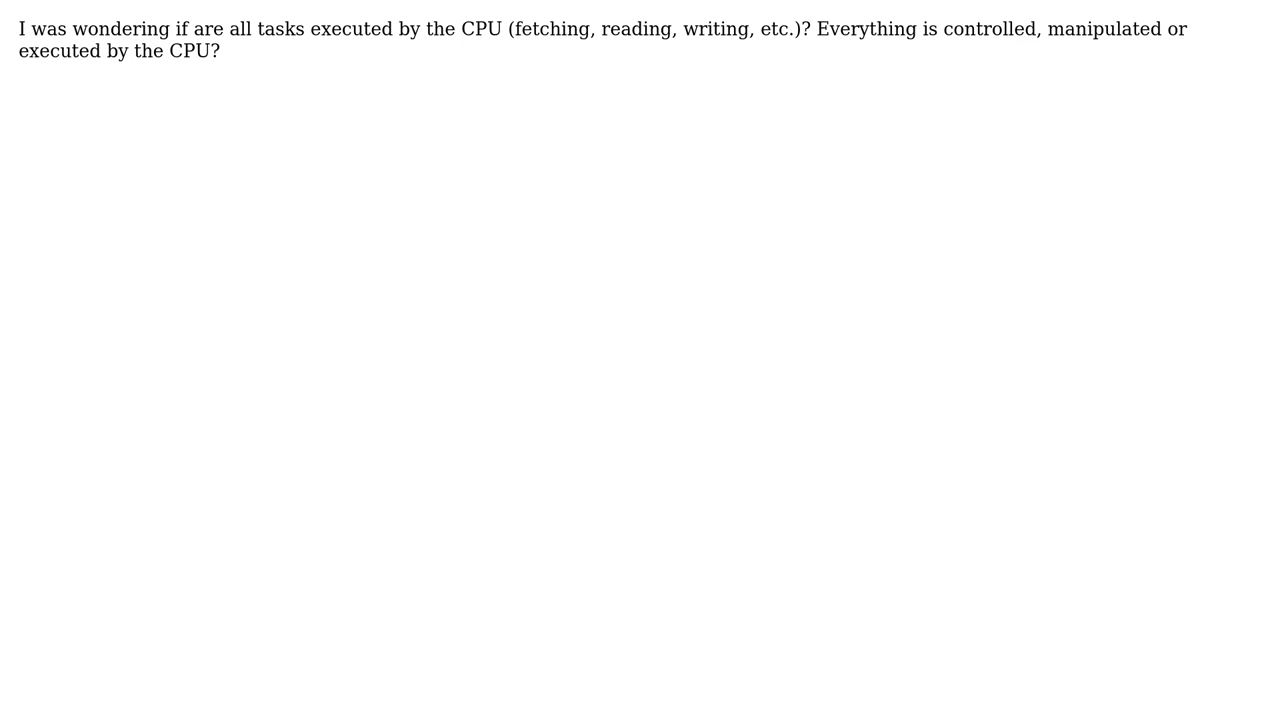 I was wondering if are all tasks executed by the CPU (fetching, reading, writing, etc.)? Everything is controlled, manipulated or
executed by the CPU?